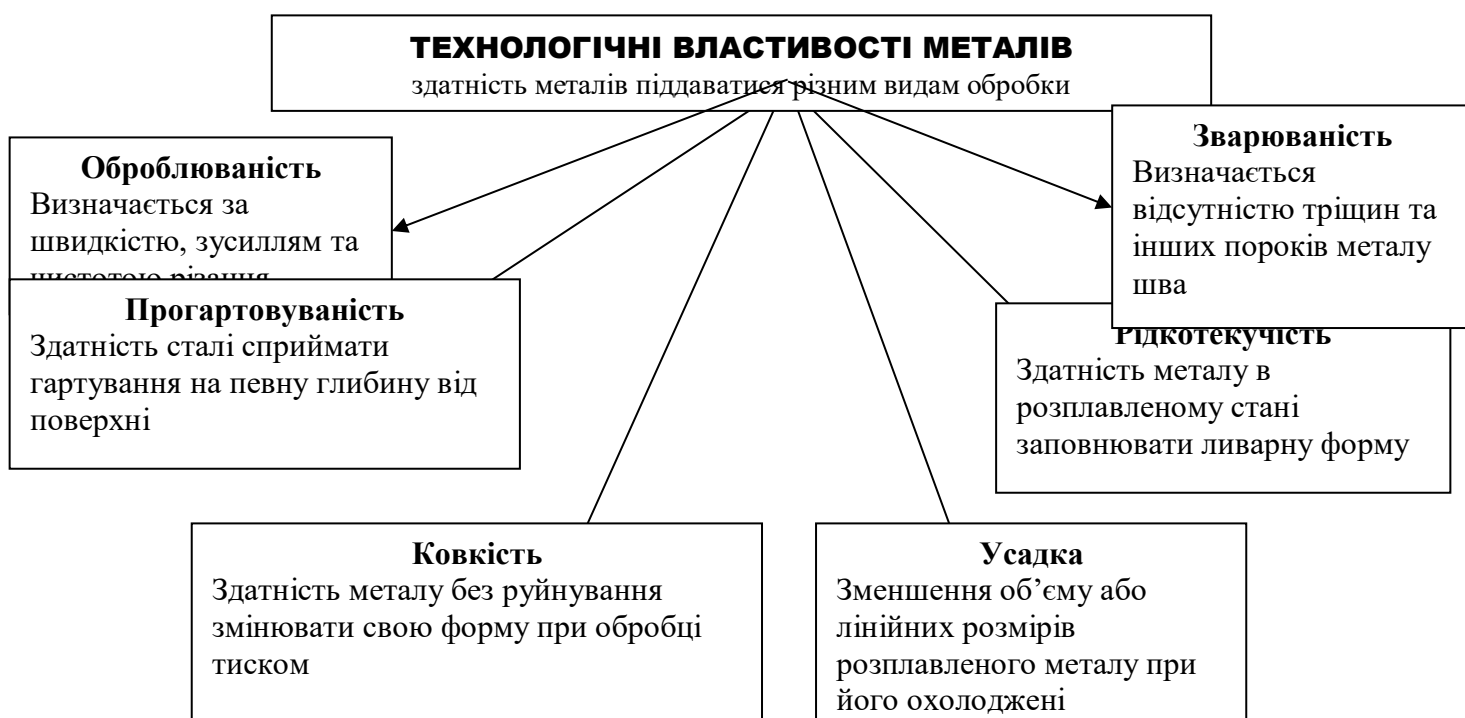 ТЕХНОЛОГІЧНІ ВЛАСТИВОСТІ МЕТАЛІВ
здатність металів піддаватися різним видам обробки
Оброблюваність
Визначається за
швидкістю, зусиллям та
чистотою різання
Прогартовуваність
Здатність сталі сприймати
гартування на певну глибину від
поверхні
Зварюваність
Визначається
відсутністю тріщин та
інших пороків металу
шва
Рідкотекучість
Здатність металу в
розплавленому стані
заповнювати ливарну форму
Ковкість
Здатність металу без руйнування
змінювати свою форму при обробці
тиском
Усадка
Зменшення об’єму або
лінійних розмірів
розплавленого металу при
його охолоджені